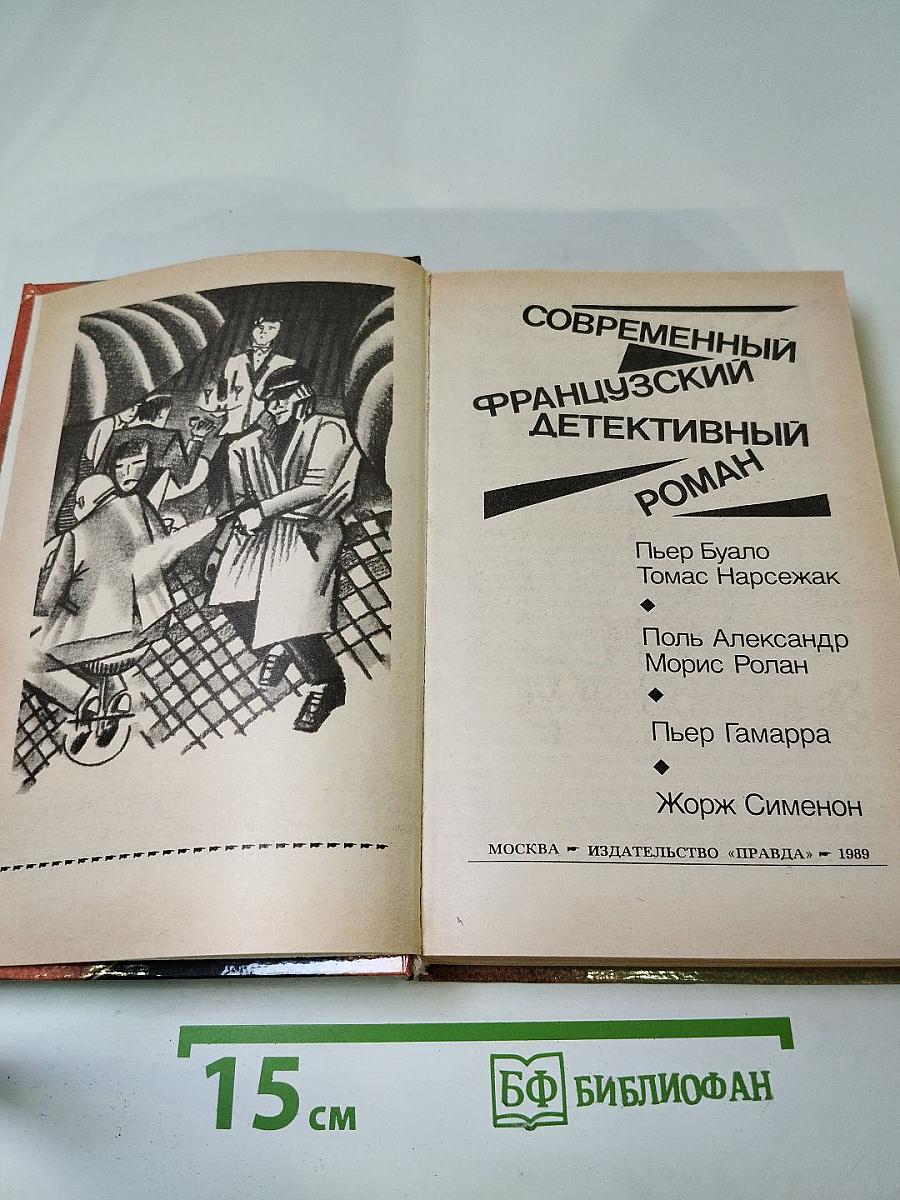 СОВРЕМЕННЫЙ
ФРАНЦУЗСКИЙ
ДЕТЕКТИВНЫЙ
РОМАН
Пьер Буало
Томас Нарсежак
Поль Александр
Морис Ролан
Пьер Гамарра
Жорж Сименон
МОСКВА ИЗДАТЕЛЬСТВО «ПРАВДА» 1989
15 см
БФ БИБЛИОФАН